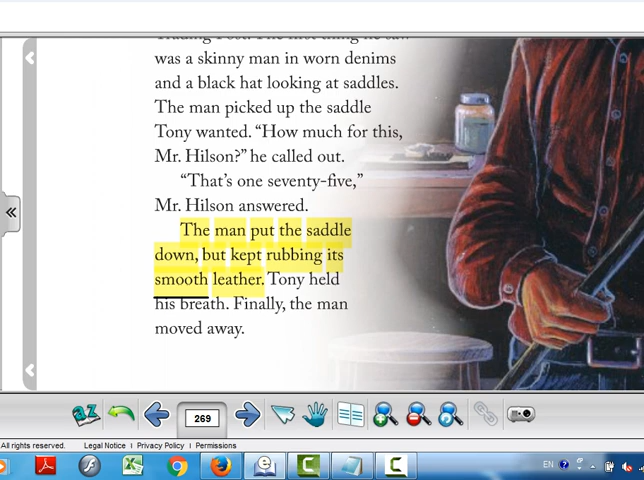 was a skinny man in worn denims
and a black hat looking at saddles.
The man picked up the saddle
Tony wanted. “How much for this,
Mr. Hilson?” he called out.
“That’s one seventy-five,”
Mr. Hilson answered.
The man put the saddle
down, but kept rubbing its
smooth leather. Tony held
his breath. Finally, the man
moved away.
az
269
All rights reserved. Legal Notice | Privacy Policy | Permissions
EN